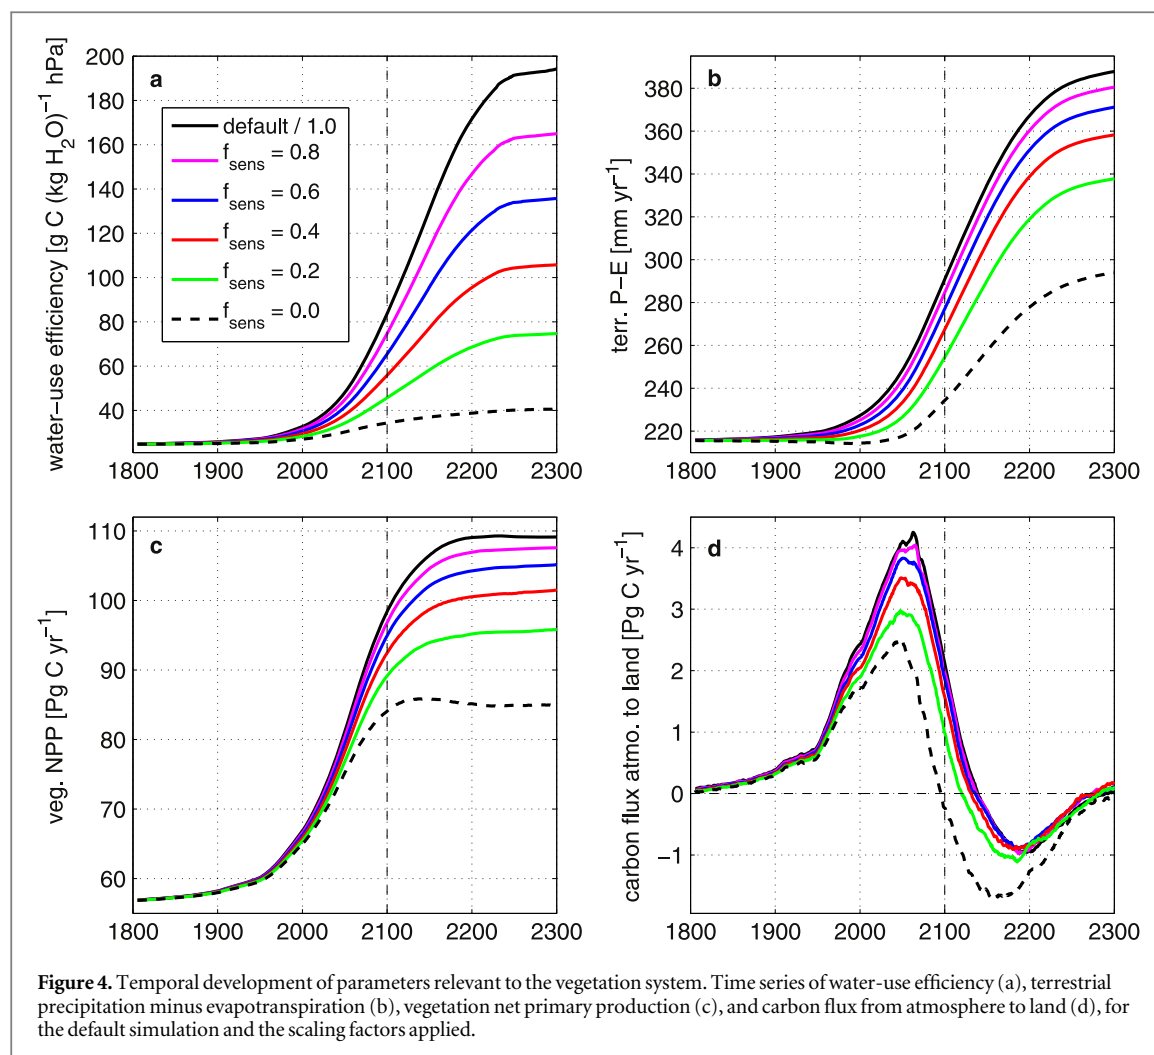 water-use efficiency [g C (kg H₂O)⁻¹ hPa]
200
180
160
140
120
100
80
60
40
a
default / 1.0
f_sens = 0.8
f_sens = 0.6
f_sens = 0.4
f_sens = 0.2
f_sens = 0.0
1800 1900 2000 2100 2200 2300
terr. P-E [mm yr⁻¹]
380
360
340
320
300
280
260
240
220
b
1800 1900 2000 2100 2200 2300
veg. NPP [Pg C yr⁻¹]
110
100
90
80
70
60
c
1800 1900 2000 2100 2200 2300
carbon flux atmo. to land [Pg C yr⁻¹]
4
3
2
1
0
−1
d
1800 1900 2000 2100 2200 2300
Figure 4. Temporal development of parameters relevant to the vegetation system. Time series of water-use efficiency (a), terrestrial
precipitation minus evapotranspiration (b), vegetation net primary production (c), and carbon flux from atmosphere to land (d), for
the default simulation and the scaling factors applied.